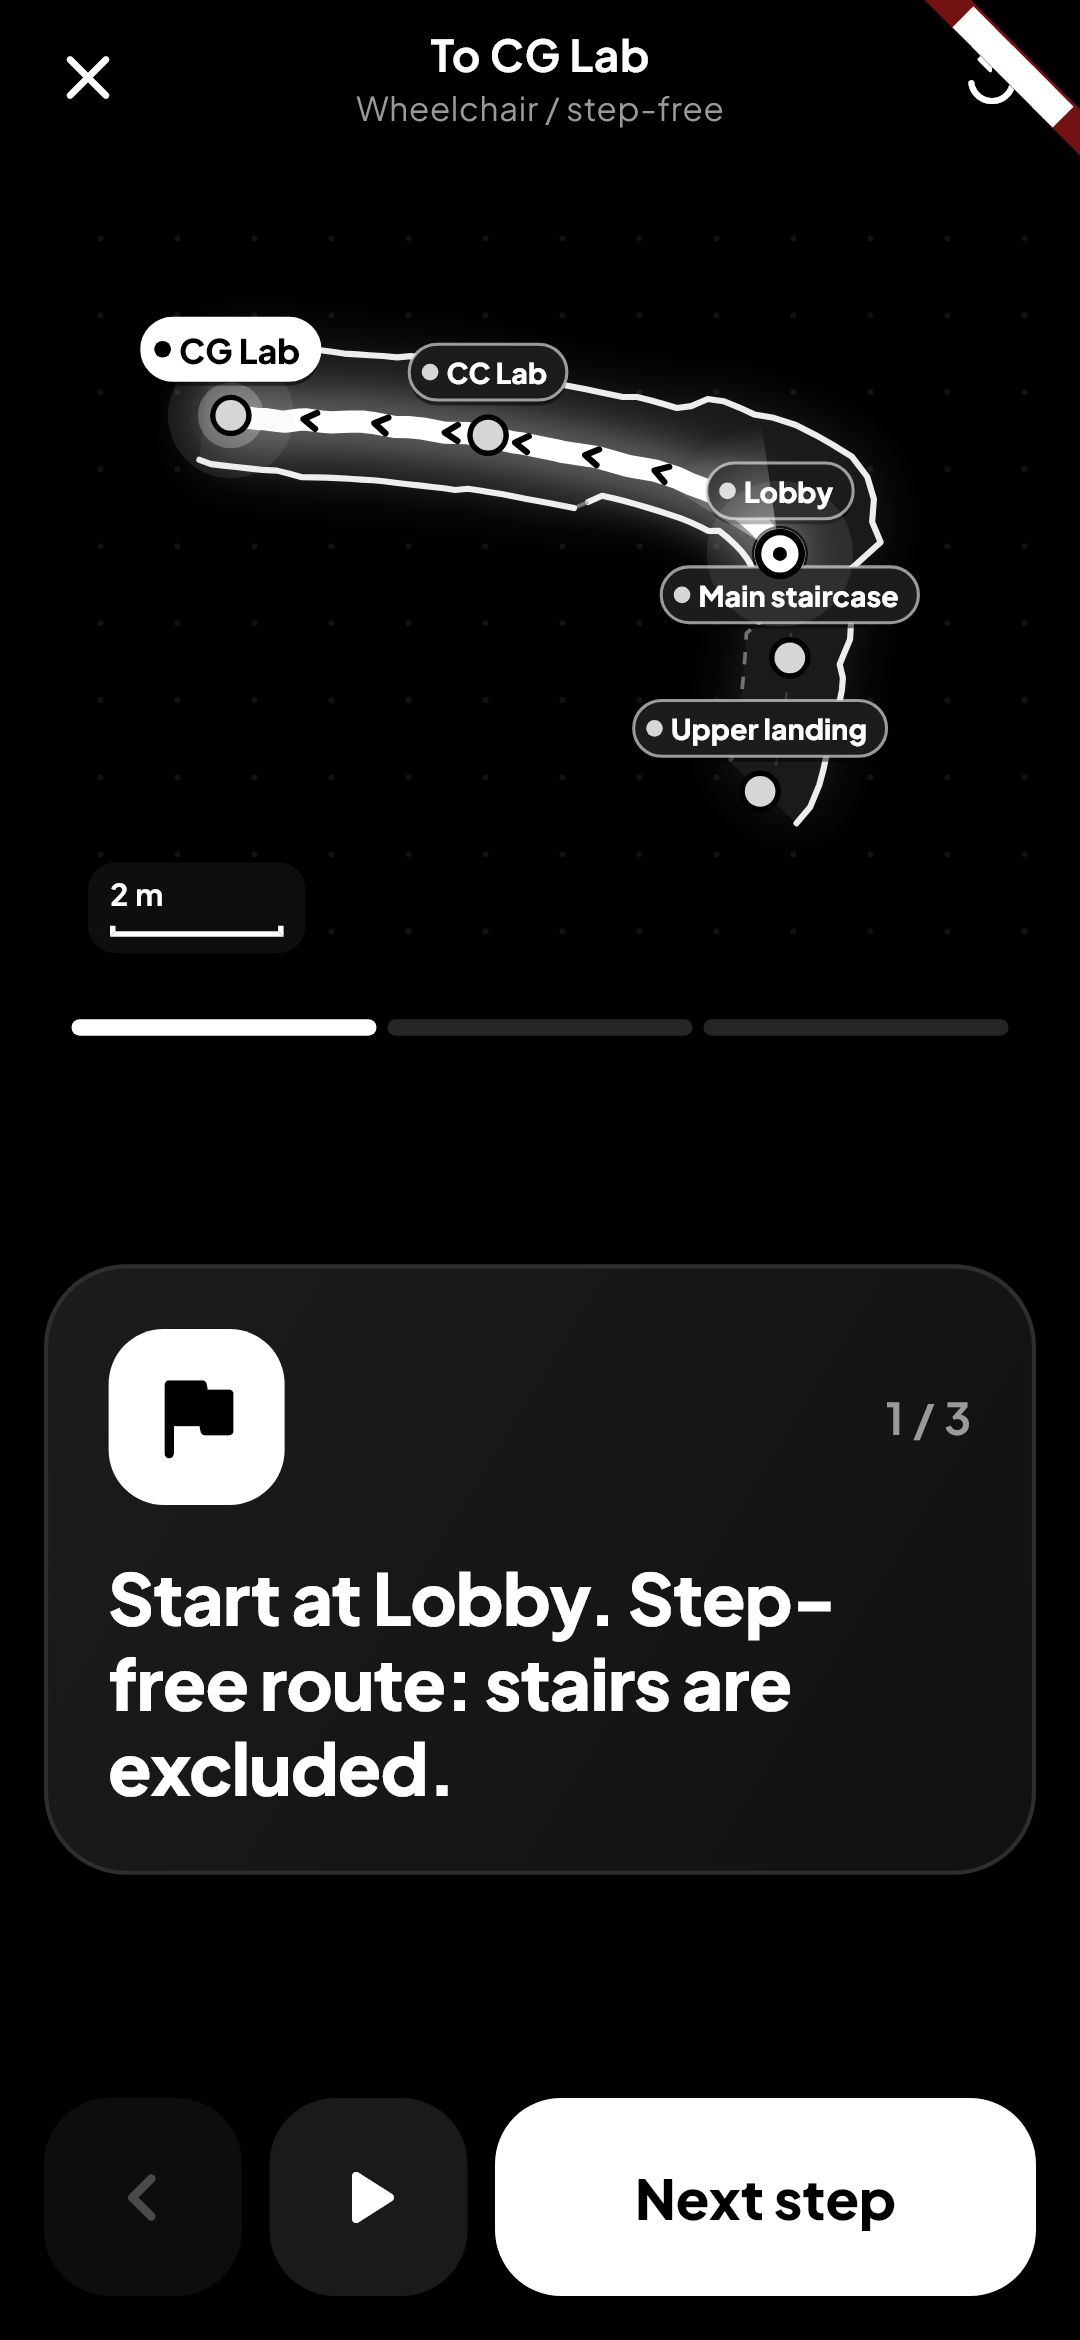 To CG Lab
Wheelchair / step-free
CG Lab
CC Lab
Lobby
Main staircase
Upper landing
2 m
1 / 3
Start at Lobby. Step-
free route: stairs are
excluded.
Next step